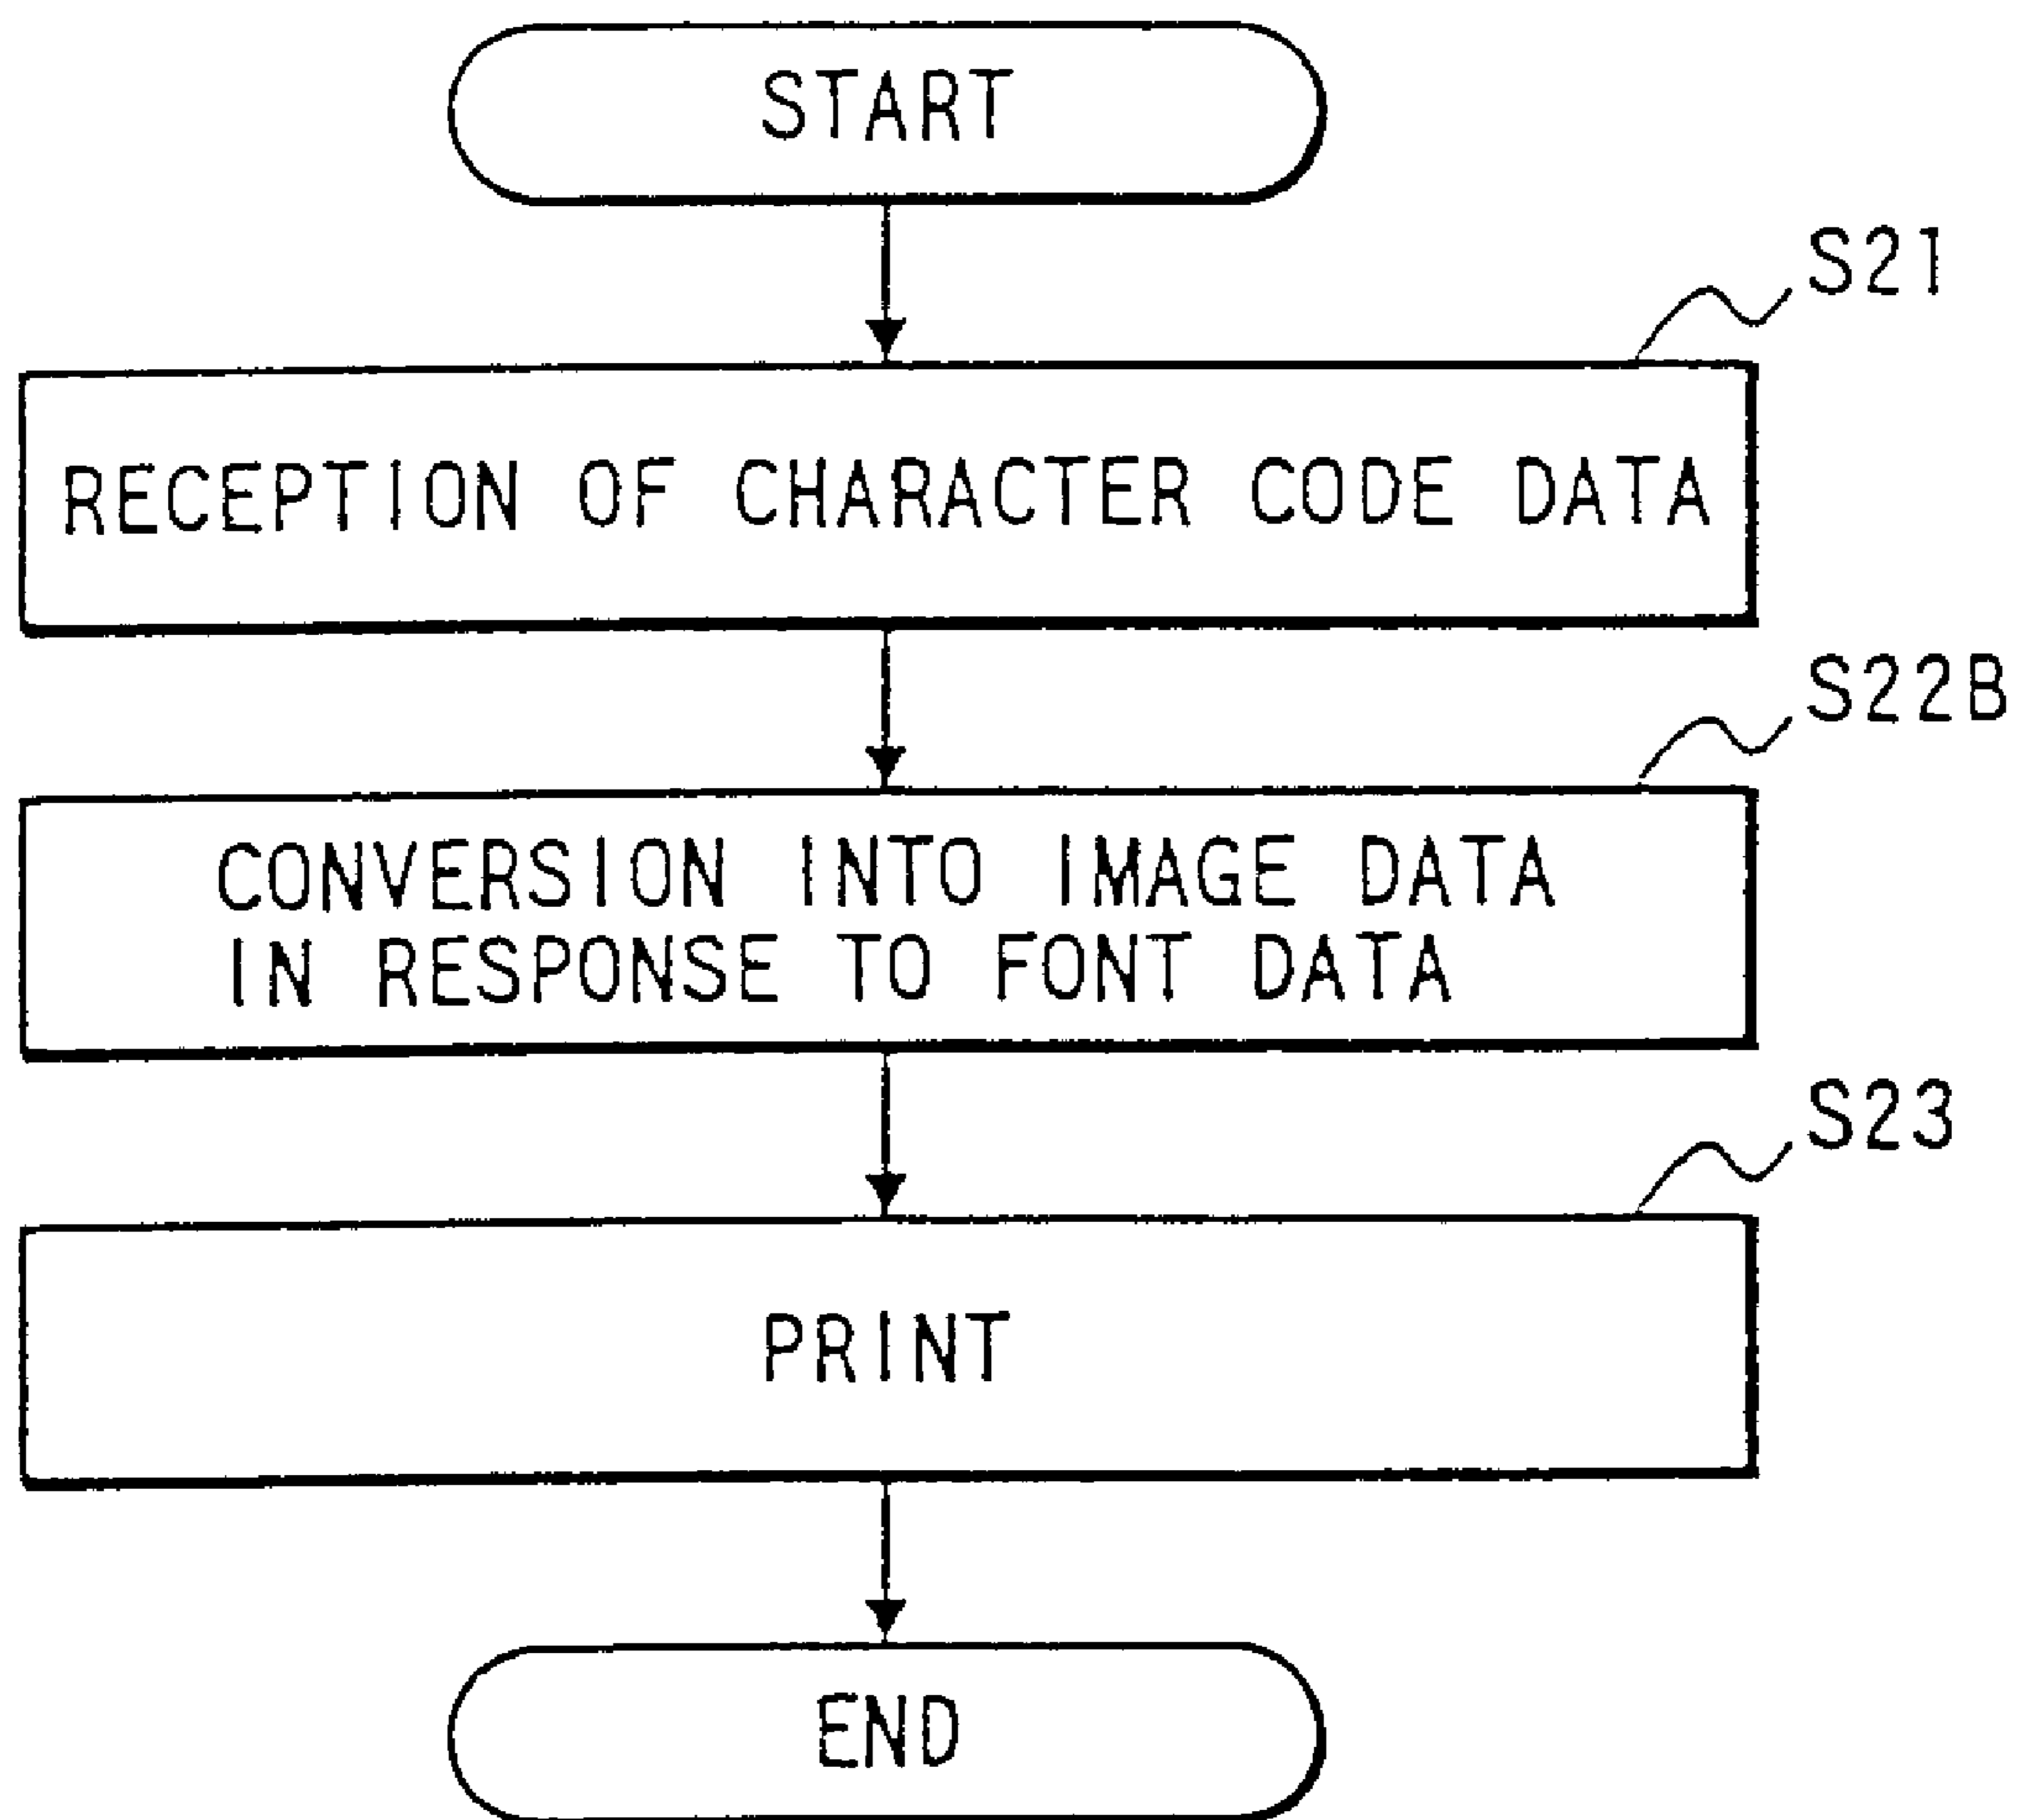 START
S21
RECEPTION OF CHARACTER CODE DATA
S22B
CONVERSION INTO IMAGE DATA
IN RESPONSE TO FONT DATA
S23
PRINT
END